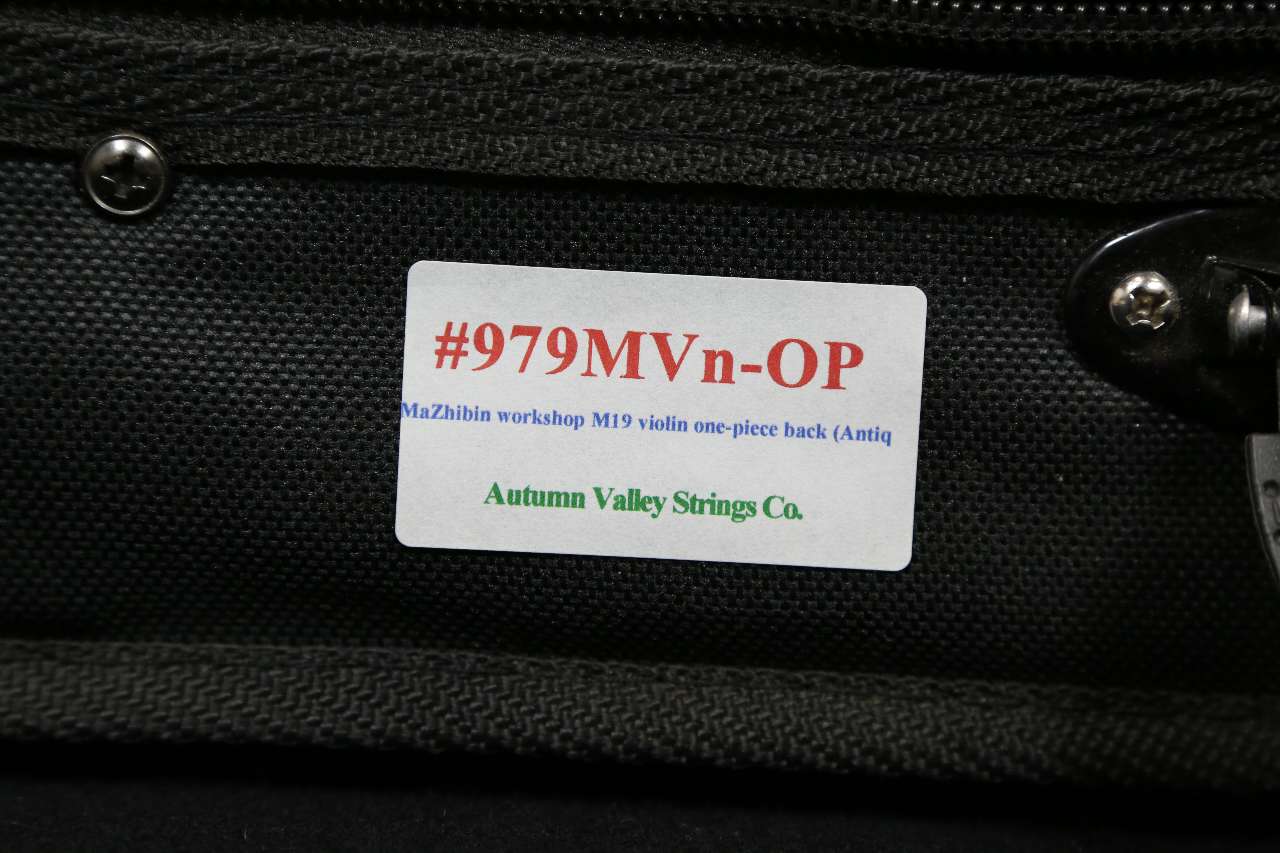 #979MVn-OP
MaZhibin workshop M19 violin one-piece back (Antiq
Autumn Valley Strings Co.